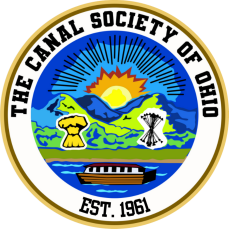 THE CANAL SOCIETY OF OHIO
EST. 1961